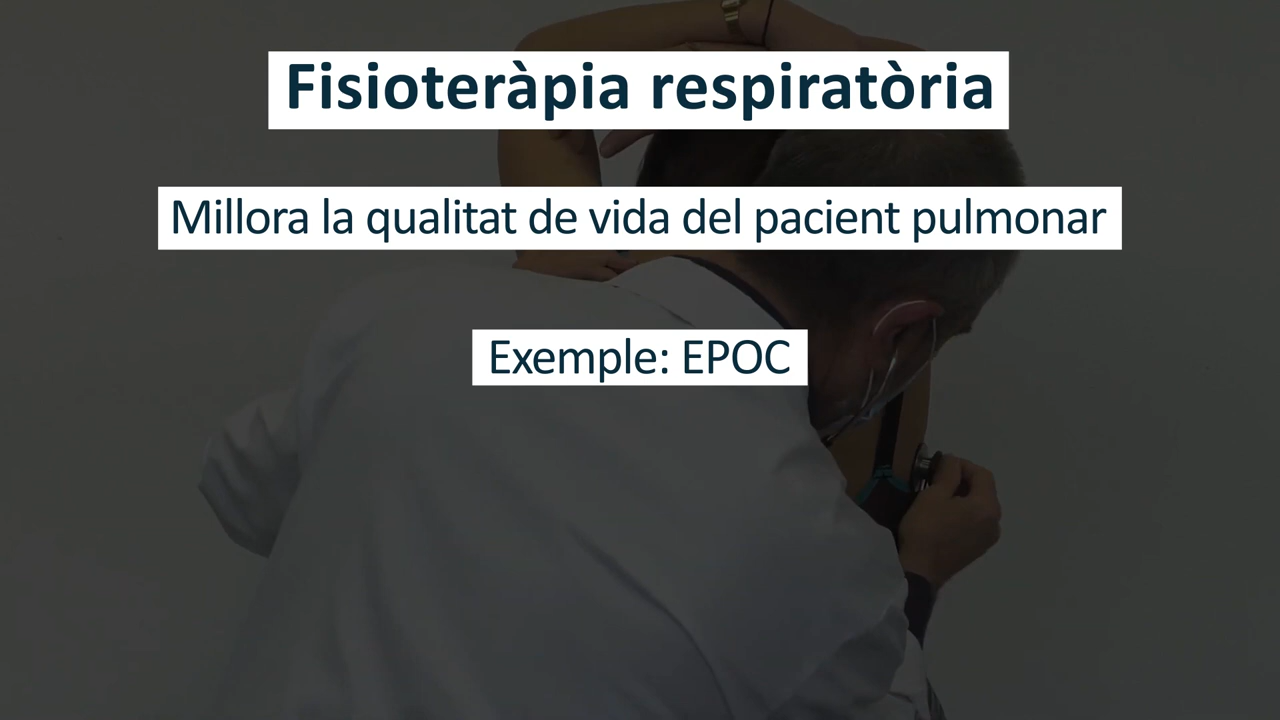 Fisioteràpia respiratòria
Millora la qualitat de vida del pacient pulmonar
Exemple: EPOC